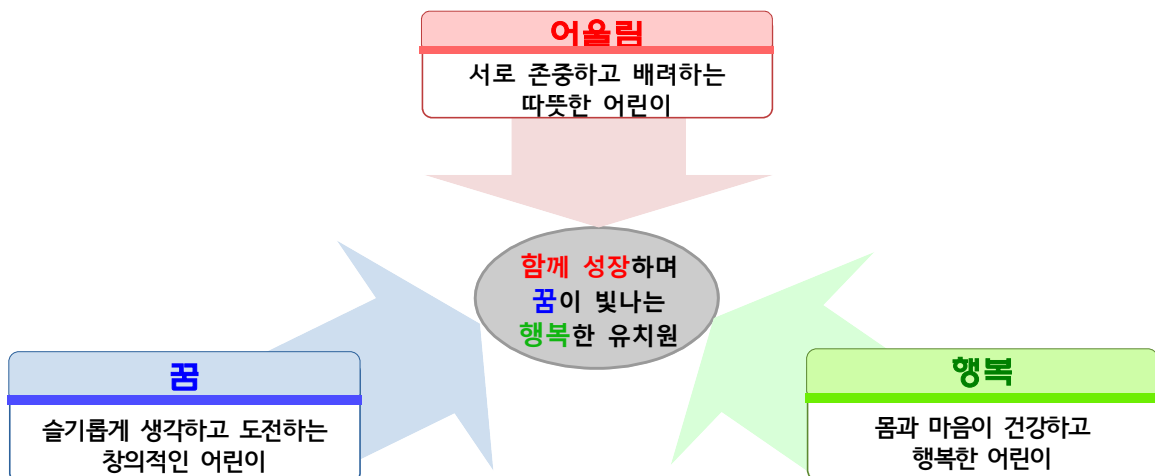 어울림
서로 존중하고 배려하는
따뜻한 어린이
함께 성장하며
꿈이 빛나는
행복한 유치원
꿈
슬기롭게 생각하고 도전하는
창의적인 어린이
행복
몸과 마음이 건강하고
행복한 어린이